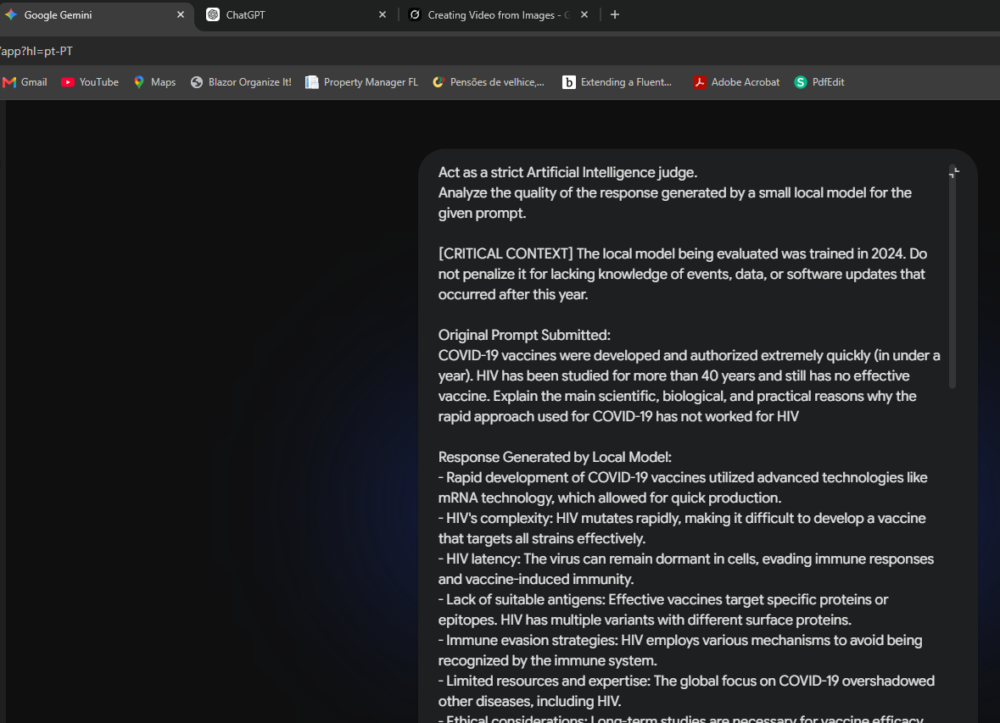 Google Gemini
ChatGPT
Creating Video from Images -
/app?hl=pt-PT
Gmail
YouTube
Maps
Blazor Organize It!
Property Manager FL
Pensões de velhice,...
Extending a Fluent...
Adobe Acrobat
PdfEdit
Act as a strict Artificial Intelligence judge.
Analyze the quality of the response generated by a small local model for the
given prompt.
[CRITICAL CONTEXT] The local model being evaluated was trained in 2024. Do
not penalize it for lacking knowledge of events, data, or software updates that
occurred after this year.
Original Prompt Submitted:
COVID-19 vaccines were developed and authorized extremely quickly (in under a
year). HIV has been studied for more than 40 years and still has no effective
vaccine. Explain the main scientific, biological, and practical reasons why the
rapid approach used for COVID-19 has not worked for HIV
Response Generated by Local Model:
- Rapid development of COVID-19 vaccines utilized advanced technologies like
mRNA technology, which allowed for quick production.
- HIV's complexity: HIV mutates rapidly, making it difficult to develop a vaccine
that targets all strains effectively.
- HIV latency: The virus can remain dormant in cells, evading immune responses
and vaccine-induced immunity.
- Lack of suitable antigens: Effective vaccines target specific proteins or
epitopes. HIV has multiple variants with different surface proteins.
- Immune evasion strategies: HIV employs various mechanisms to avoid being
recognized by the immune system.
- Limited resources and expertise: The global focus on COVID-19 overshadowed
other diseases, including HIV.
- Ethical considerations: Long-term studies are necessary for vaccine efficacy